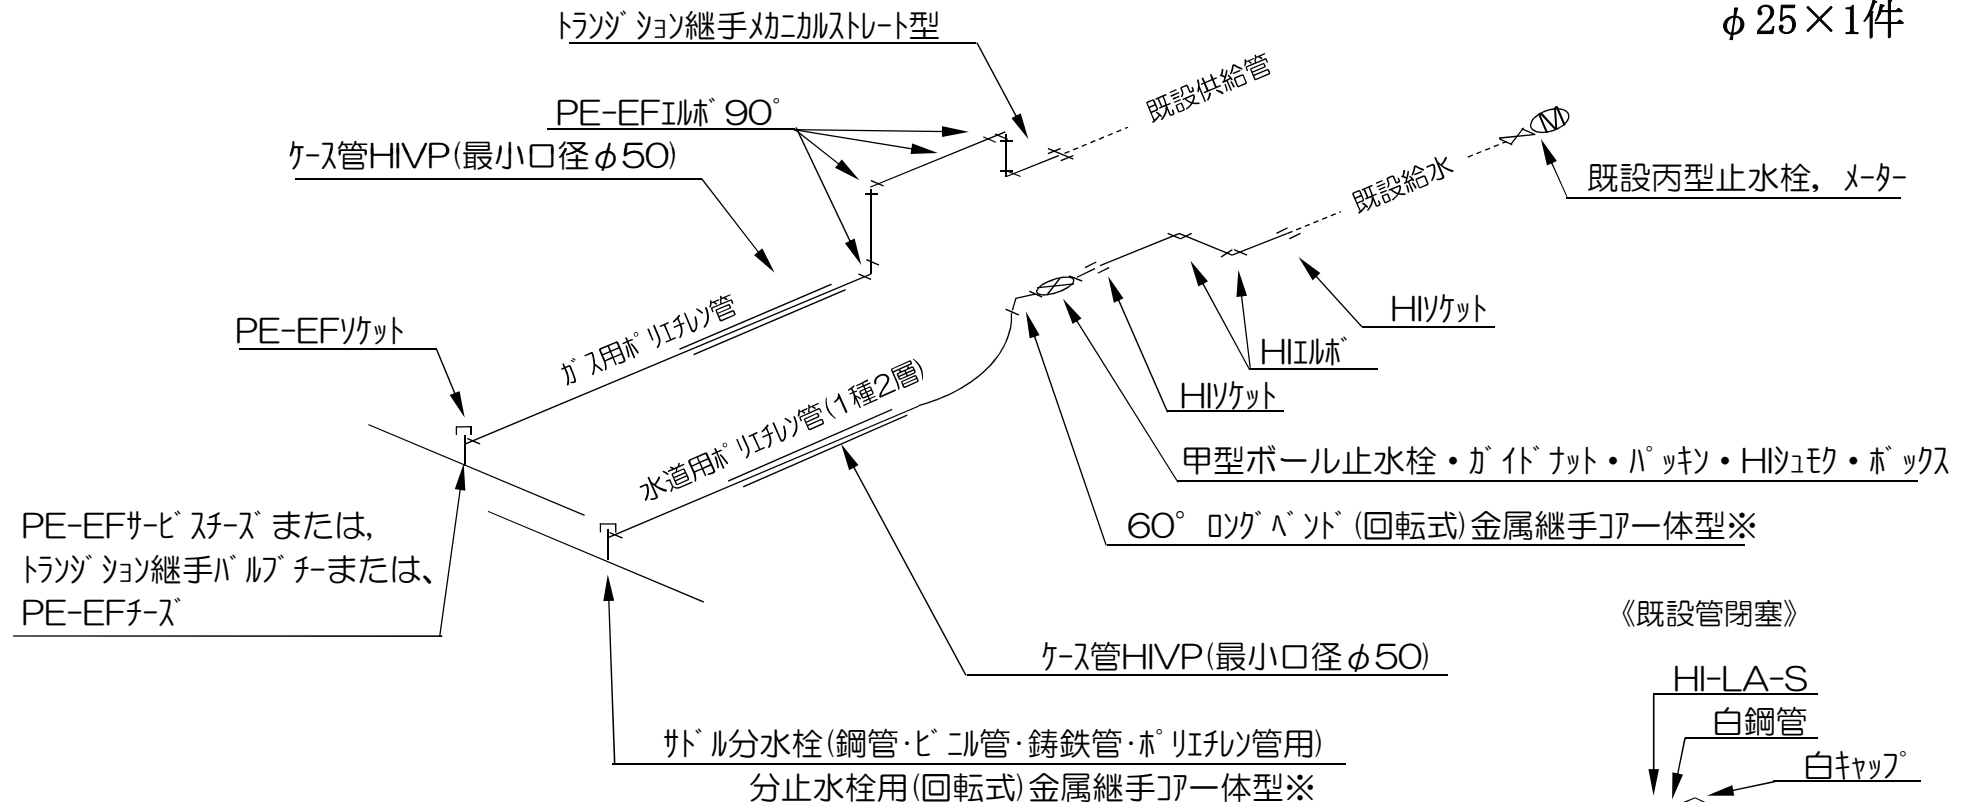 φ25×1件
トランジション継手メカニカルストレート型
既設供給管
PE-EFエルボ90°
ケース管HIVP(最小口径φ50)
M
既設給水
既設丙型止水栓，メーター
HIソケット
PE-EFソケット
ガス用ポリエチレン管
HIエルボ
HIソケット
水道用ポリエチレン管(1種2層)
甲型ボール止水栓・ガイドナット・パッキン・HIシュモク・ボックス
60°ロングベンド(回転式)金属継手コアー体型※
PE-EFサービスチーズまたは,
トランジション継手バルブチーまたは、
PE-EFチーズ
ケース管HIVP(最小口径φ50)
サドル分水栓(鋼管･ビニル管･鋳鉄管･ポリエチレン管用)
分止水栓用(回転式)金属継手コアー体型※
《既設管閉塞》
HI-LA-S
白鋼管
白キャップ